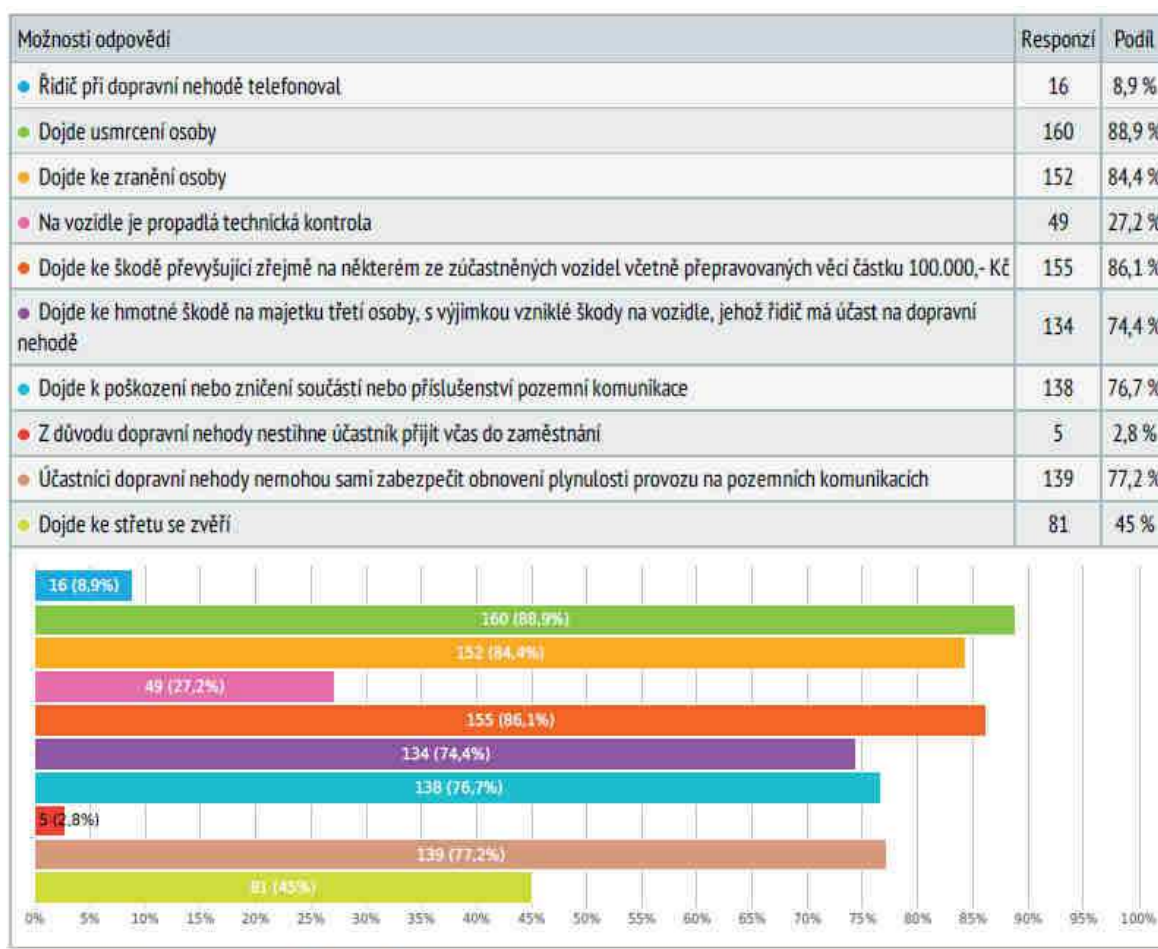 Možnosti odpovědí Responzí Podíl
• Řidič při dopravní nehodě telefonoval 16 8,9 %
• Dojde usmrcení osoby 160 88,9 %
• Dojde ke zranění osoby 152 84,4 %
• Na vozidle je propadlá technická kontrola 49 27,2 %
• Dojde ke škodě převyšující zřejmě na některém ze zúčastněných vozidel včetně přepravovaných věcí částku 100.000,- Kč 155 86,1 %
• Dojde ke hmotné škodě na majetku třetí osoby, s výjimkou vzniklé škody na vozidle, jehož řidič má účast na dopravní
nehodě 134 74,4 %
• Dojde k poškození nebo zničení součástí nebo příslušenství pozemní komunikace 138 76,7 %
• Z důvodu dopravní nehody nestihne účastník přijít včas do zaměstnání 5 2,8 %
• Účastníci dopravní nehody nemohou sami zabezpečit obnovení plynulosti provozu na pozemních komunikacích 139 77,2 %
• Dojde ke střetu se zvěří 81 45 %
16 (8,9%)
160 (88,9%)
152 (84,4%)
49 (27,2%)
155 (86,1%)
134 (74,4%)
138 (76,7%)
5 (2,8%)
139 (77,2%)
81 (45%)
0% 5% 10% 15% 20% 25% 30% 35% 40% 45% 50% 55% 60% 65% 70% 75% 80% 85% 90% 95% 100%